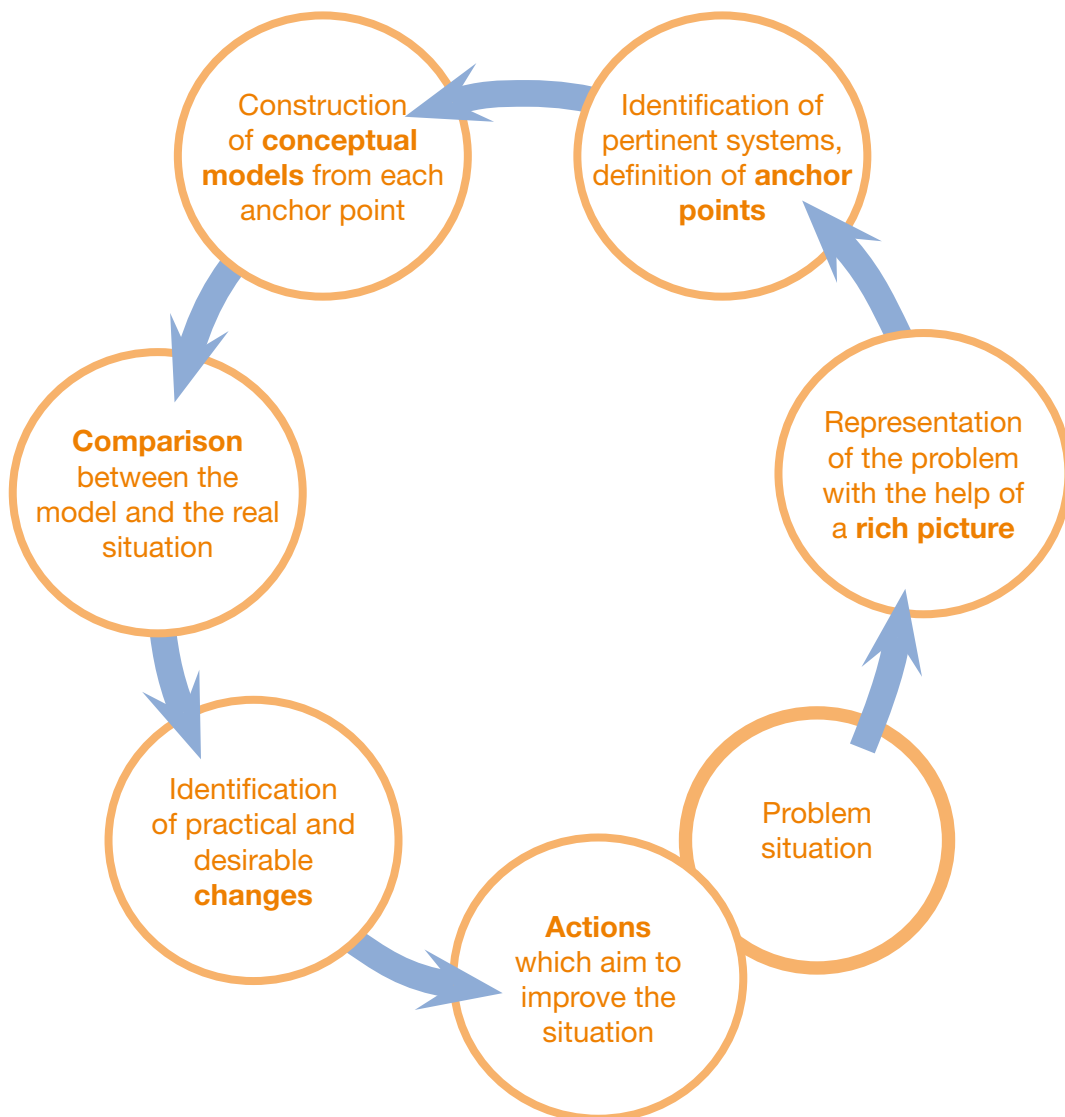 Construction
of conceptual
models from each
anchor point
Identification of
pertinent systems,
definition of anchor
points
Comparison
between the
model and the real
situation
Representation
of the problem
with the help of
a rich picture
Identification
of practical and
desirable
changes
Problem
situation
Actions
which aim to
improve the
situation